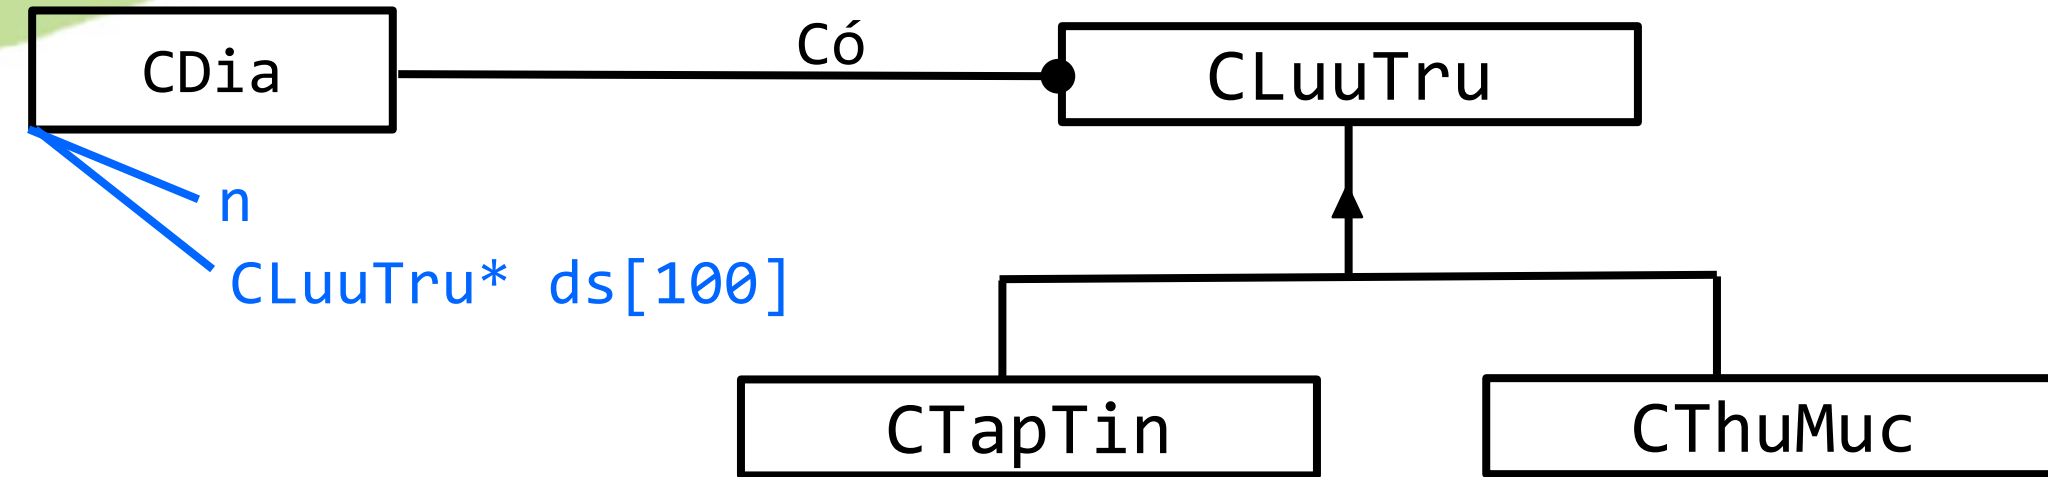 CDia
Có
CLuuTru
n
CLuuTru* ds[100]
CTapTin
CThuMuc